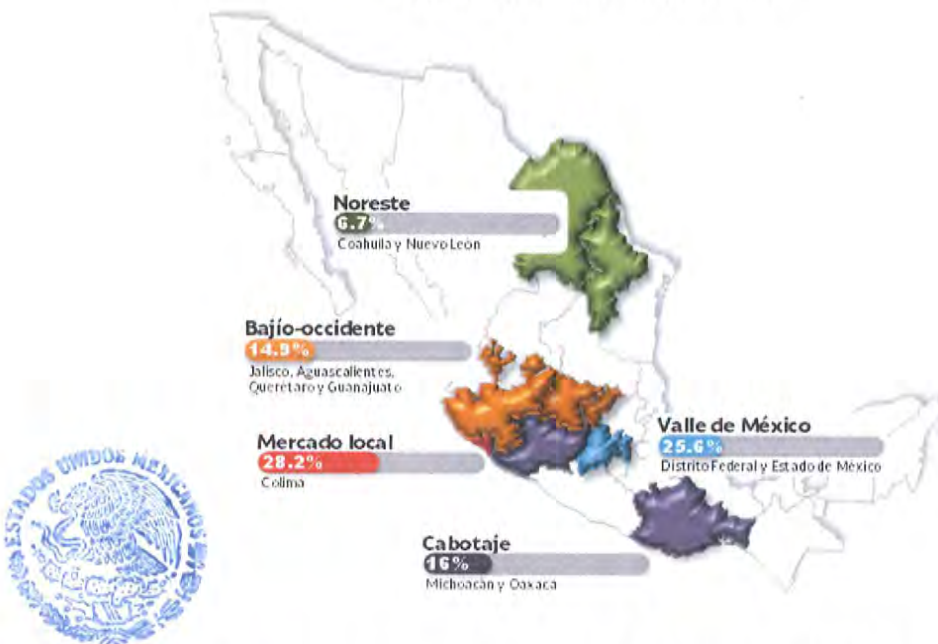 Noreste
6.7%
Coahuila y Nuevo León
Bajío-occidente
14.9%
Jalisco, Aguascalientes,
Querétaro y Guanajuato
Mercado local
28.2%
Colima
Valle de México
25.6%
Distrito Federal y Estado de México
Cabotaje
16%
Michoacán y Oaxaca
ESTADOS UNIDOS MEXICANOS